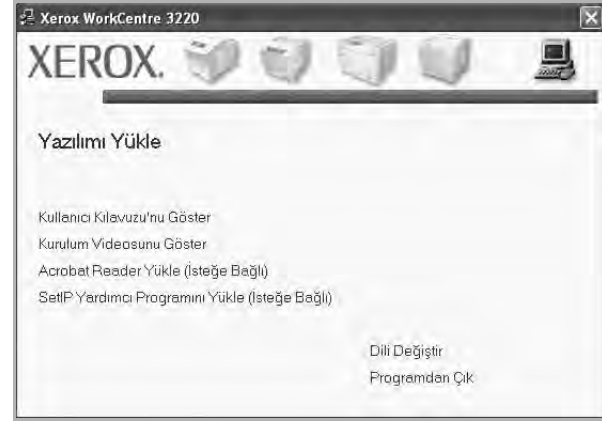 Xerox WorkCentre 3220
XEROX.
Yazılımı Yükle
Kullanıcı Kılavuzu'nu Göster
Kurulum Videosunu Göster
Acrobat Reader Yükle (İsteğe Bağlı)
SetIP Yardımcı Programını Yükle (İsteğe Bağlı)
Dili Değiştir
Programdan Çık